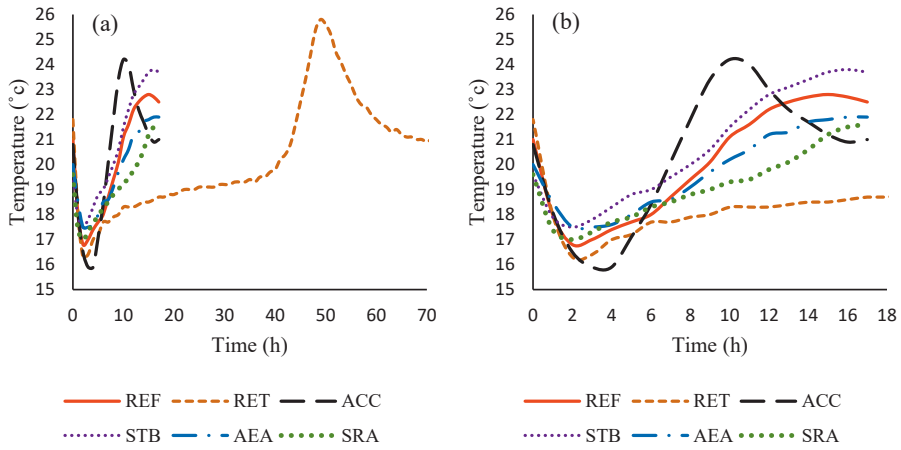 (a)
Temperature (°c)
26
25
24
23
22
21
20
19
18
17
16
15
0 10 20 30 40 50 60 70
Time (h)
REF RET ACC
STB AEA SRA
(b)
Temperature (°c)
26
25
24
23
22
21
20
19
18
17
16
15
0 2 4 6 8 10 12 14 16 18
Time (h)
REF RET ACC
STB AEA SRA